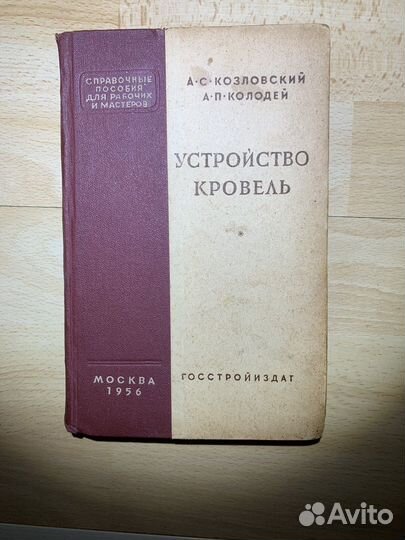 СПРАВОЧНЫЕ
ПОСОБИЯ
ДЛЯ РАБОЧИХ
И МАСТЕРОВ
А·С·КОЗЛОВСКИЙ
А·П·КОЛОДЕЙ
УСТРОЙСТВО
КРОВЕЛЬ
МОСКВА
1956
ГОССТРОЙИЗДАТ
Avito